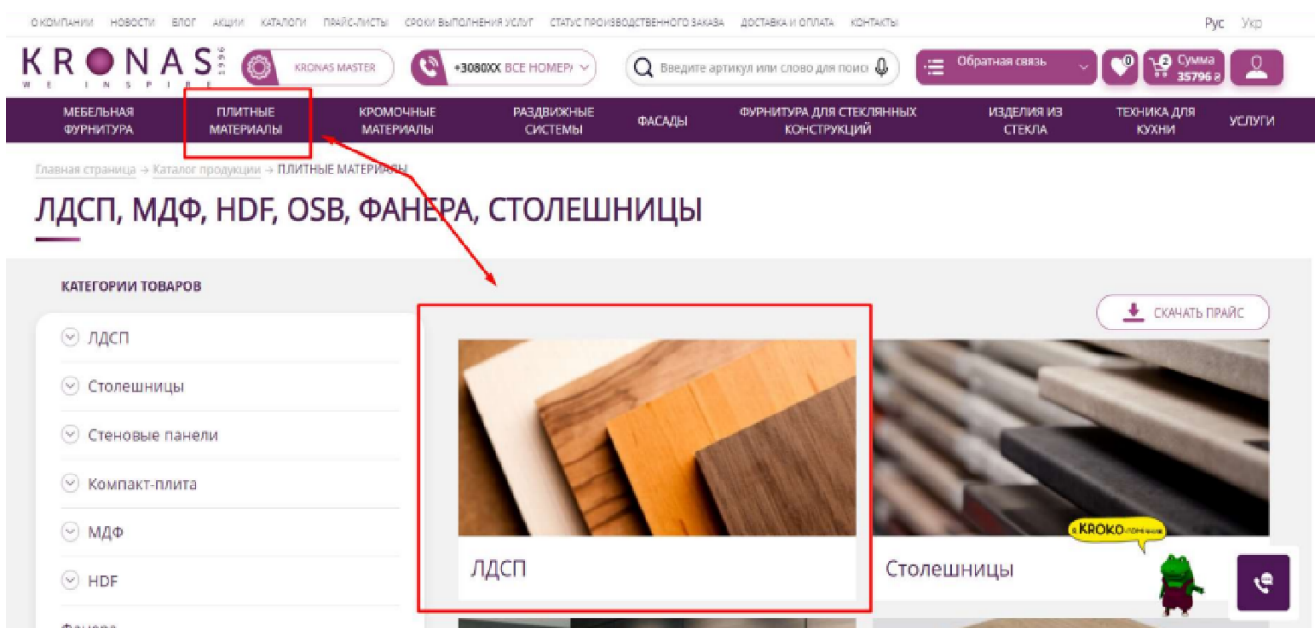 О КОМПАНИИ НОВОСТИ БЛОГ АКЦИИ КАТАЛОГИ ПРАЙС-ЛИСТЫ СРОКИ ВЫПОЛНЕНИЯ УСЛУГ СТАТУС ПРОИЗВОДСТВЕННОГО ЗАКАЗА ДОСТАВКА И ОПЛАТА КОНТАКТЫ Рус Укр
KRONAS 1996
WE INSPIRE
KRONAS MASTER
+3080XX ВСЕ НОМЕРА
Введите артикул или слово для поиск
Обратная связь
0
2 Сумма
35796 ₴
МЕБЕЛЬНАЯ ФУРНИТУРА
ПЛИТНЫЕ МАТЕРИАЛЫ
КРОМОЧНЫЕ МАТЕРИАЛЫ
РАЗДВИЖНЫЕ СИСТЕМЫ
ФАСАДЫ
ФУРНИТУРА ДЛЯ СТЕКЛЯННЫХ КОНСТРУКЦИЙ
ИЗДЕЛИЯ ИЗ СТЕКЛА
ТЕХНИКА ДЛЯ КУХНИ
УСЛУГИ
Главная страница → Каталог продукции → ПЛИТНЫЕ МАТЕРИАЛЫ
ЛДСП, МДФ, HDF, OSB, ФАНЕРА, СТОЛЕШНИЦЫ
КАТЕГОРИИ ТОВАРОВ
СКАЧАТЬ ПРАЙС
ЛДСП
Столешницы
Стеновые панели
Компакт-плита
МДФ
HDF
Фанера
KROKO
ЛДСП
Столешницы